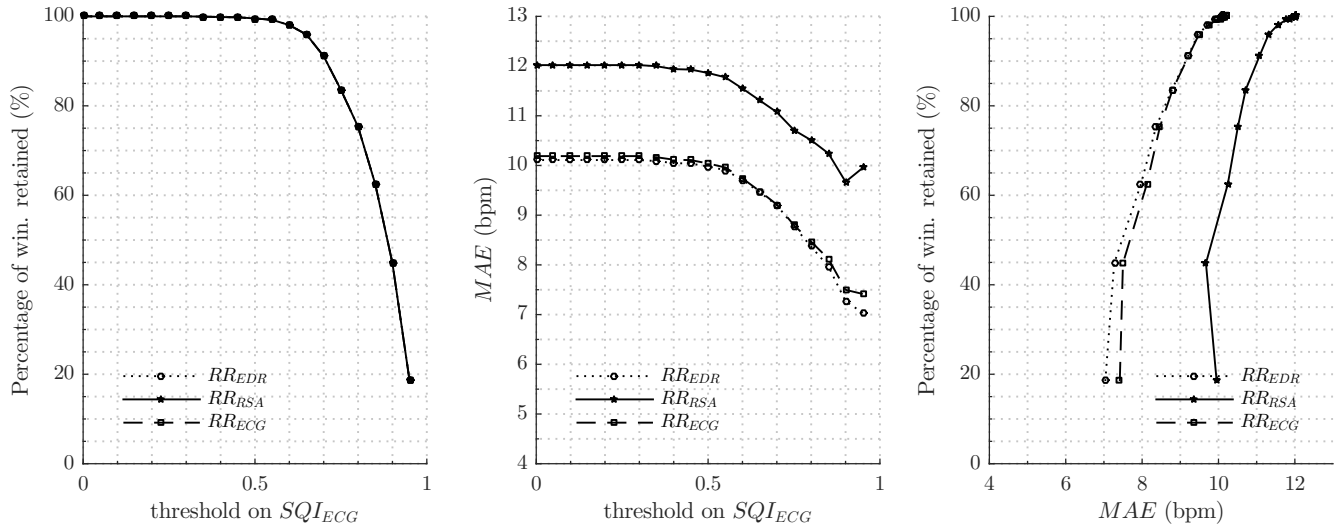 Percentage of win. retained (%)
100
80
60
40
20
0
0
0.5
1
threshold on SQI_ECG
RR_EDR
RR_RSA
RR_ECG
MAE (bpm)
13
12
11
10
9
8
7
6
5
4
0
0.5
1
threshold on SQI_ECG
RR_EDR
RR_RSA
RR_ECG
Percentage of win. retained (%)
100
80
60
40
20
0
4
6
8
10
12
MAE (bpm)
RR_EDR
RR_RSA
RR_ECG